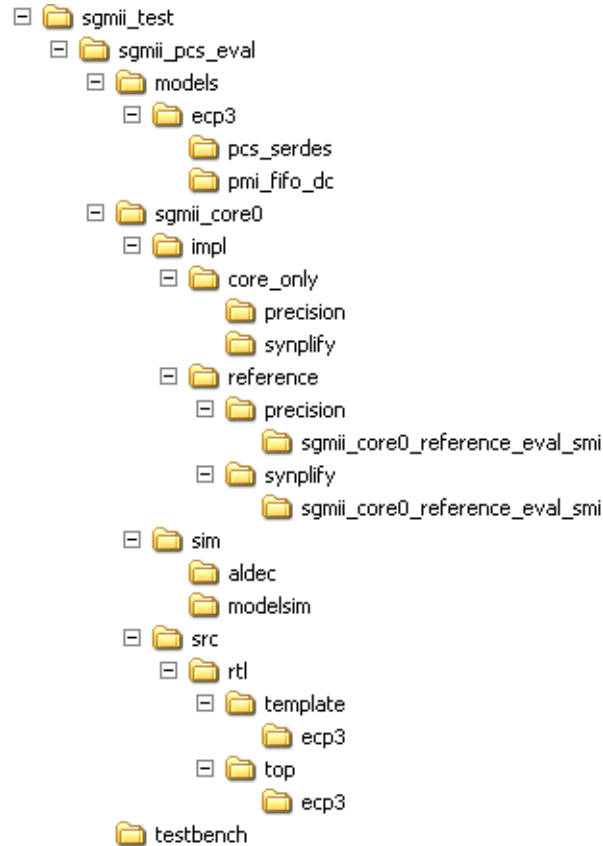 sgmii_test
sgmii_pcs_eval
models
ecp3
pcs_serdes
pmi_fifo_dc
sgmii_core0
impl
core_only
precision
synplify
reference
precision
sgmii_core0_reference_eval_smi
synplify
sgmii_core0_reference_eval_smi
sim
aldec
modelsim
src
rtl
template
ecp3
top
ecp3
testbench